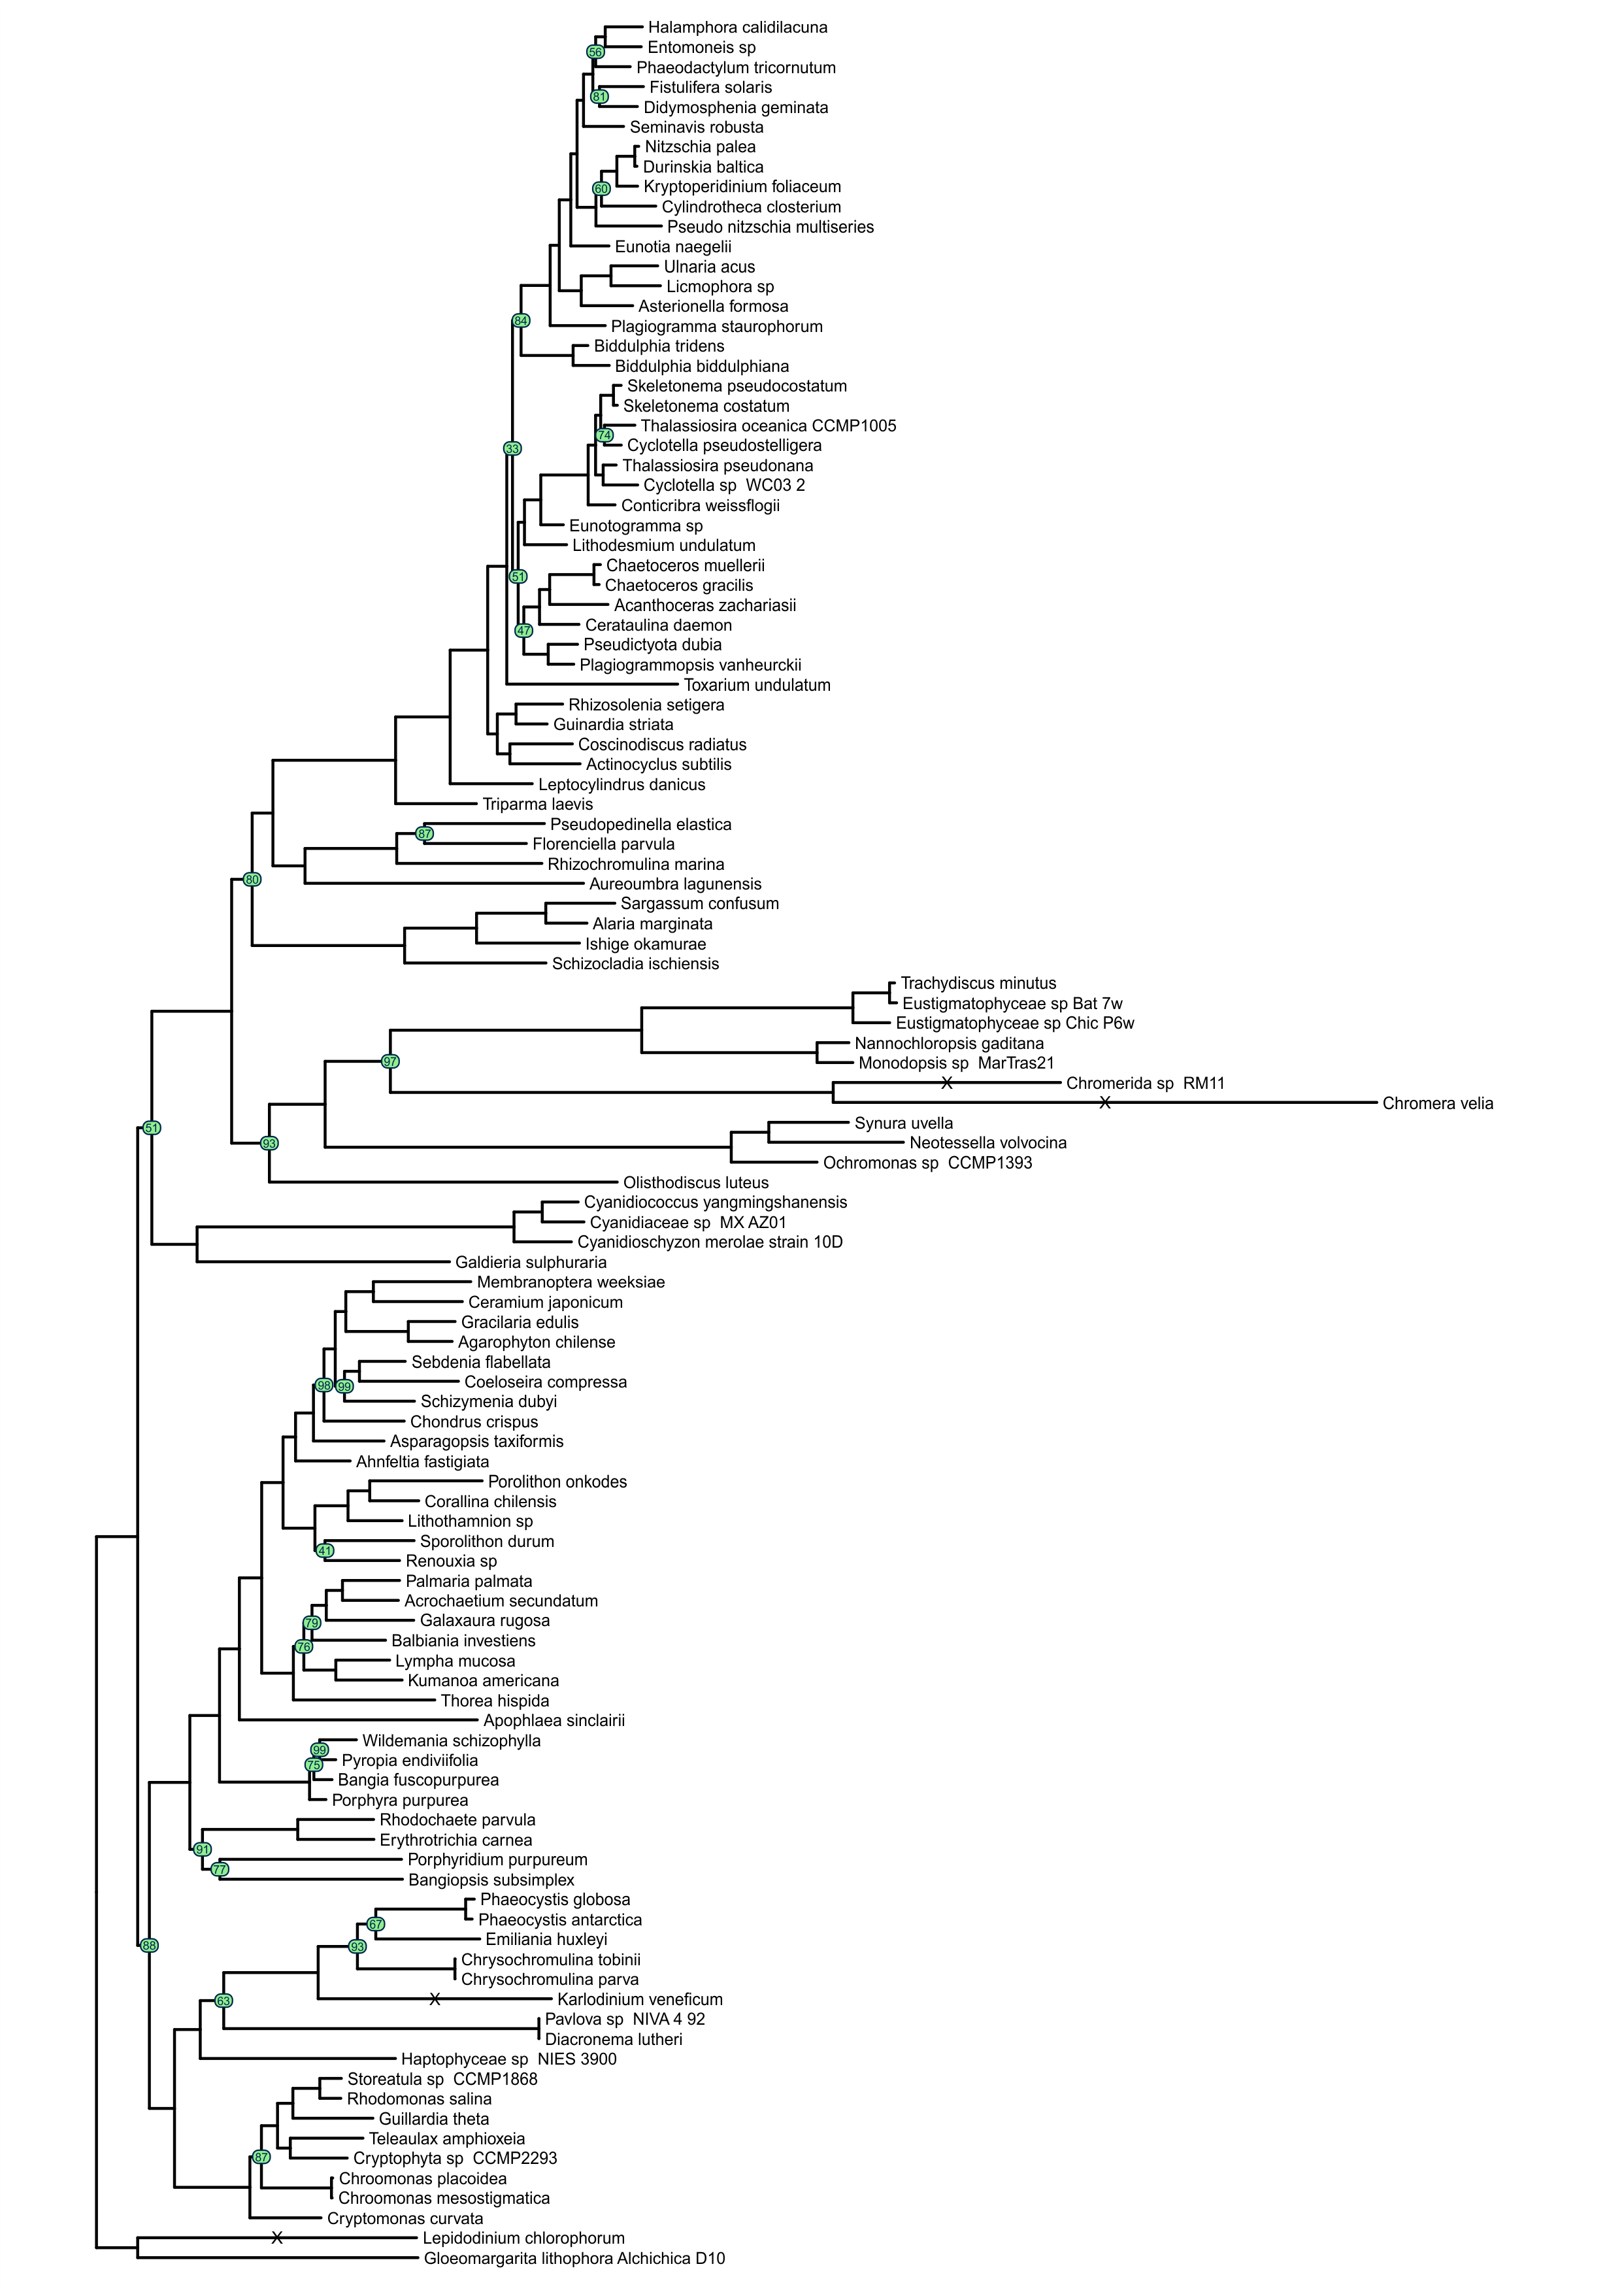 Halamphora calidilacuna
56
Entomoneis sp
Phaeodactylum tricornutum
Fistulifera solaris
81
Didymosphenia geminata
Seminavis robusta
Nitzschia palea
Durinskia baltica
60
Kryptoperidinium foliaceum
Cylindrotheca closterium
Pseudo nitzschia multiseries
Eunotia naegelii
Ulnaria acus
Licmophora sp
Asterionella formosa
84
Plagiogramma staurophorum
Biddulphia tridens
Biddulphia biddulphiana
Skeletonema pseudocostatum
Skeletonema costatum
Thalassiosira oceanica CCMP1005
74
Cyclotella pseudostelligera
33
Thalassiosira pseudonana
Cyclotella sp WC03 2
Conticribra weissflogii
Eunotogramma sp
Lithodesmium undulatum
Chaetoceros muellerii
51
Chaetoceros gracilis
Acanthoceras zachariasii
Cerataulina daemon
47
Pseudictyota dubia
Plagiogrammopsis vanheurckii
Toxarium undulatum
Rhizosolenia setigera
Guinardia striata
Coscinodiscus radiatus
Actinocyclus subtilis
Leptocylindrus danicus
Triparma laevis
Pseudopedinella elastica
87
Florenciella parvula
Rhizochromulina marina
80
Aureoumbra lagunensis
Sargassum confusum
Alaria marginata
Ishige okamurae
Schizocladia ischiensis
Trachydiscus minutus
Eustigmatophyceae sp Bat 7w
Eustigmatophyceae sp Chic P6w
Nannochloropsis gaditana
97
Monodopsis sp MarTras21
X
Chromerida sp RM11
X
Chromera velia
51
Synura uvella
93
Neotessella volvocina
Ochromonas sp CCMP1393
Olisthodiscus luteus
Cyanidiococcus yangmingshanensis
Cyanidiaceae sp MX AZ01
Cyanidioschyzon merolae strain 10D
Galdieria sulphuraria
Membranoptera weeksiae
Ceramium japonicum
Gracilaria edulis
Agarophyton chilense
Sebdenia flabellata
98
99
Coeloseira compressa
Schizymenia dubyi
Chondrus crispus
Asparagopsis taxiformis
Ahnfeltia fastigiata
Porolithon onkodes
Corallina chilensis
Lithothamnion sp
Sporolithon durum
41
Renouxia sp
Palmaria palmata
Acrochaetium secundatum
79
Galaxaura rugosa
76
Balbiania investiens
Lympha mucosa
Kumanoa americana
Thorea hispida
Apophlaea sinclairii
Wildemania schizophylla
99
Pyropia endiviifolia
75
Bangia fuscopurpurea
Porphyra purpurea
Rhodochaete parvula
Erythrotrichia carnea
91
Porphyridium purpureum
77
Bangiopsis subsimplex
Phaeocystis globosa
67
Phaeocystis antarctica
88
93
Emiliania huxleyi
Chrysochromulina tobinii
Chrysochromulina parva
63
X
Karlodinium veneficum
Pavlova sp NIVA 4 92
Diacronema lutheri
Haptophyceae sp NIES 3900
Storeatula sp CCMP1868
Rhodomonas salina
Guillardia theta
Teleaulax amphioxeia
87
Cryptophyta sp CCMP2293
Chroomonas placoidea
Chroomonas mesostigmatica
Cryptomonas curvata
X
Lepidodinium chlorophorum
Gloeomargarita lithophora Alchichica D10